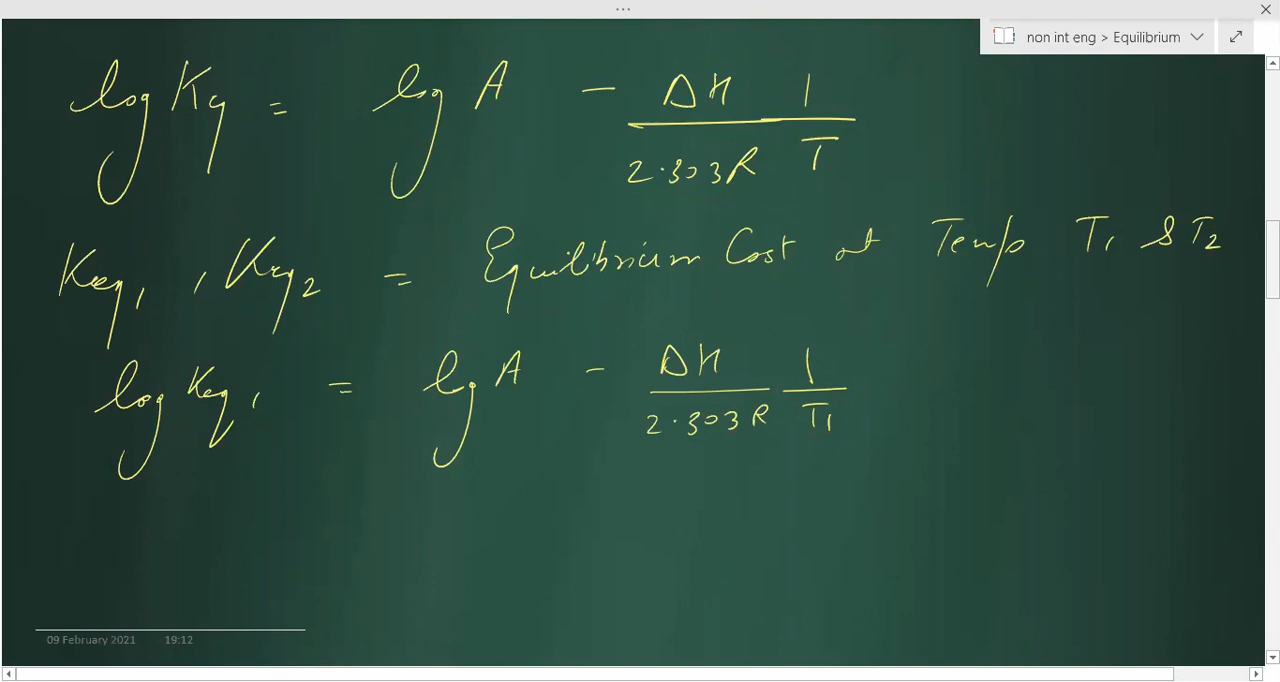 non int eng > Equilibrium
log Keq = log A - ΔH/2.303R 1/T
Keq1 , Keq2 = Equilibrium Cost at Temp T1 & T2
log Keq1 = log A - ΔH/2.303R 1/T1
09 February 2021 19:12